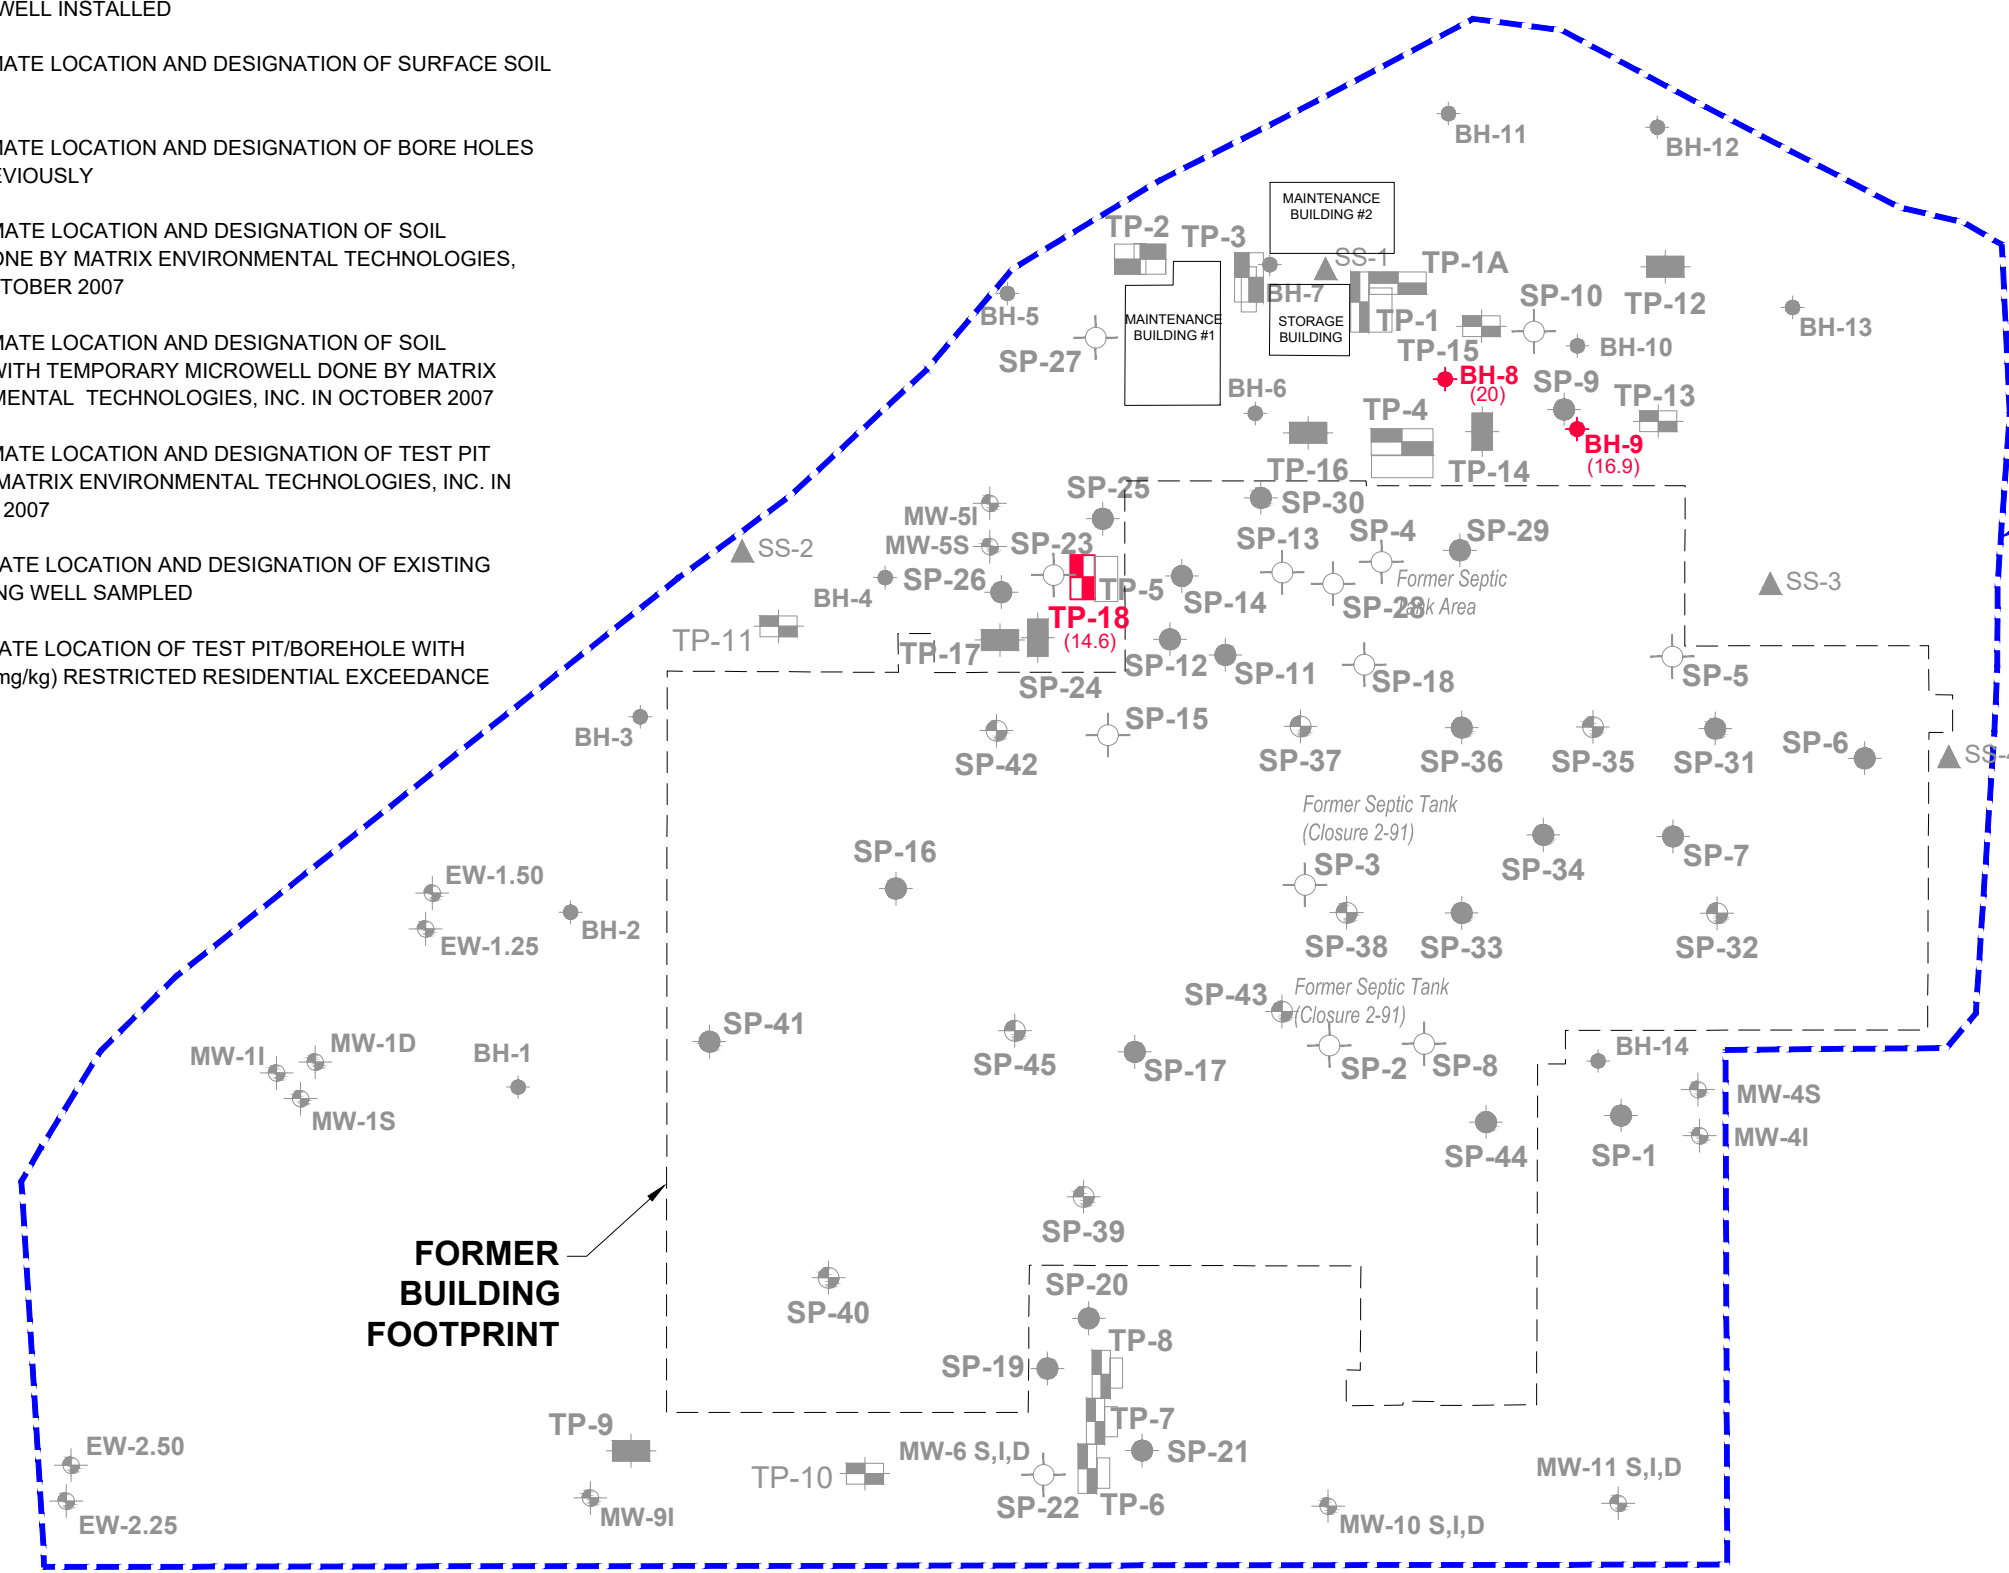 WELL INSTALLED
MATE LOCATION AND DESIGNATION OF SURFACE SOIL
MATE LOCATION AND DESIGNATION OF BORE HOLES
EVIOUSLY
MATE LOCATION AND DESIGNATION OF SOIL
ONE BY MATRIX ENVIRONMENTAL TECHNOLOGIES,
CTOBER 2007
MATE LOCATION AND DESIGNATION OF SOIL
WITH TEMPORARY MICROWELL DONE BY MATRIX
MENTAL TECHNOLOGIES, INC. IN OCTOBER 2007
MATE LOCATION AND DESIGNATION OF TEST PIT
MATRIX ENVIRONMENTAL TECHNOLOGIES, INC. IN
2007
ATE LOCATION AND DESIGNATION OF EXISTING
NG WELL SAMPLED
ATE LOCATION OF TEST PIT/BOREHOLE WITH
mg/kg) RESTRICTED RESIDENTIAL EXCEEDANCE
BH-11
BH-12
MAINTENANCE
BUILDING #2
TP-2
TP-3
SS-1
TP-1A
BH-7
TP-12
SP-10
BH-5
BH-13
MAINTENANCE
BUILDING #1
STORAGE
BUILDING
TP-1
SP-27
TP-15
BH-10
BH-8
(20)
SP-9
BH-6
TP-4
TP-13
BH-9
(16.9)
TP-16
TP-14
SP-25
SP-30
MW-5I
MW-5S
SP-23
SP-13
SP-4
SP-29
SS-2
Former Septic
Tank Area
SP-26
TP-5
SP-14
SP-28
SS-3
BH-4
TP-18
(14.6)
TP-11
TP-17
SP-12
SP-11
SP-18
SP-5
SP-24
SP-15
BH-3
SP-42
SP-37
SP-36
SP-35
SP-31
SP-6
SS-4
Former Septic Tank
(Closure 2-91)
SP-16
SP-3
SP-34
SP-7
EW-1.50
BH-2
EW-1.25
SP-38
SP-33
SP-32
Former Septic Tank
(Closure 2-91)
SP-43
SP-41
MW-1I
MW-1D
BH-1
SP-45
SP-17
SP-2
SP-8
BH-14
MW-1S
MW-4S
MW-4I
SP-44
SP-1
SP-39
FORMER
BUILDING
FOOTPRINT
SP-40
SP-20
TP-8
SP-19
TP-9
TP-7
EW-2.50
MW-6 S,I,D
SP-21
TP-10
MW-11 S,I,D
SP-22
TP-6
MW-9I
EW-2.25
MW-10 S,I,D